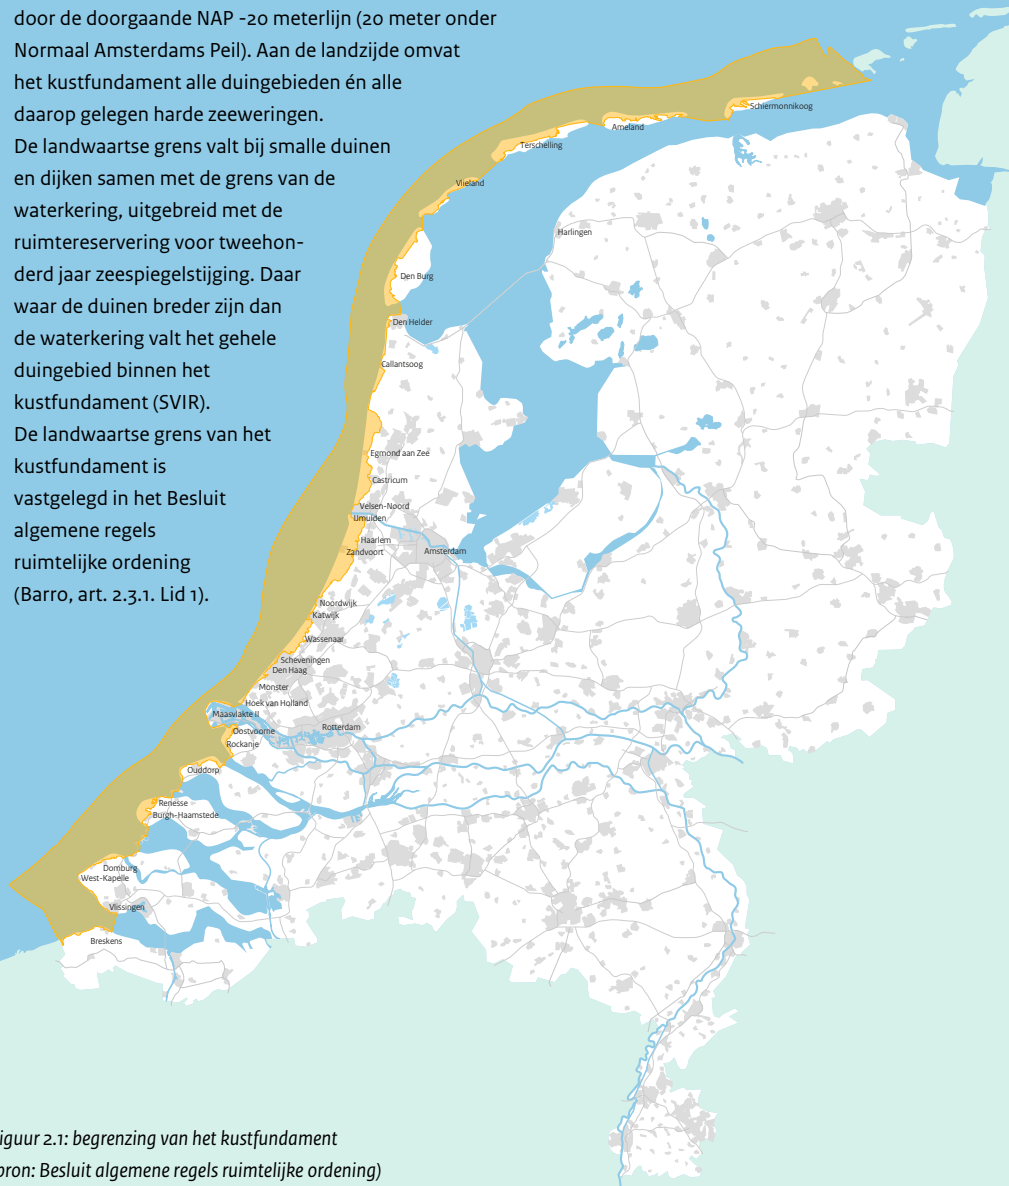 door de doorgaande NAP -20 meterlijn (20 meter onder
Normaal Amsterdams Peil). Aan de landzijde omvat
het kustfundament alle duingebieden én alle
daarop gelegen harde zeeweringen.
De landwaartse grens valt bij smalle duinen
en dijken samen met de grens van de
waterkering, uitgebreid met de
ruimtereservering voor tweehon-
derd jaar zeespiegelstijging. Daar
waar de duinen breder zijn dan
de waterkering valt het gehele
duingebied binnen het
kustfundament (SVIR).
De landwaartse grens van het
kustfundament is
vastgelegd in het Besluit
algemene regels
ruimtelijke ordening
(Barro, art. 2.3.1. Lid 1).
Schiermonnikoog
Ameland
Terschelling
Vlieland
Harlingen
Den Burg
Den Helder
Callantsoog
Egmond aan Zee
Castricum
Velsen-Noord
IJmuiden
Haarlem
Zandvoort
Amsterdam
Noordwijk
Katwijk
Wassenaar
Scheveningen
Den Haag
Monster
Hoek van Holland
Maasvlakte II
Oostvoorne
Rotterdam
Rockanje
Ouddorp
Renesse
Burgh-Haamstede
Domburg
West-Kapelle
Vlissingen
Breskens
iguur 2.1: begrenzing van het kustfundament
bron: Besluit algemene regels ruimtelijke ordening)